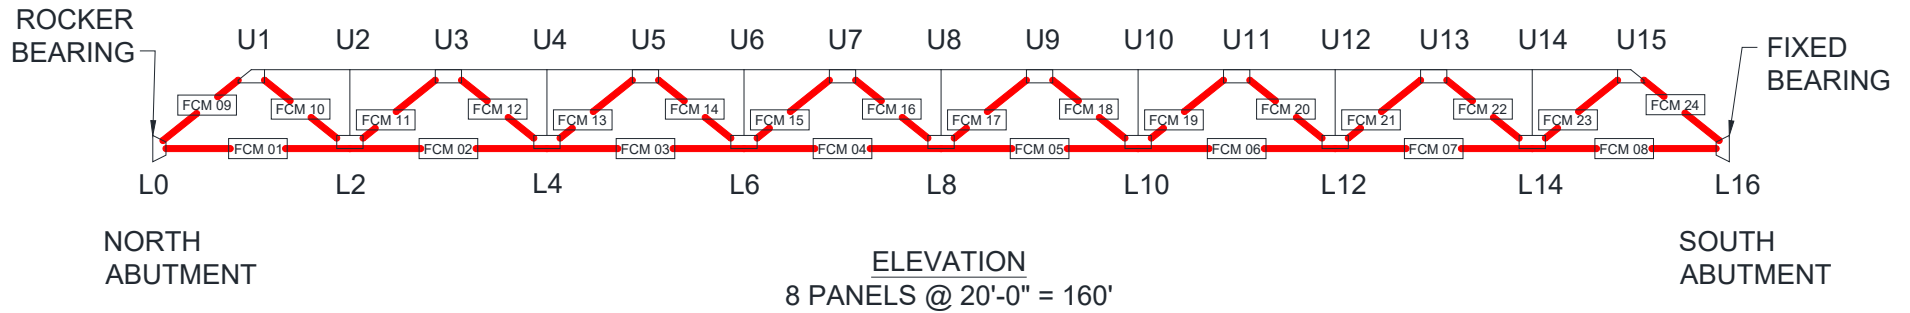 ROCKER
BEARING
U1 U2 U3 U4 U5 U6 U7 U8 U9 U10 U11 U12 U13 U14 U15
FIXED
BEARING
FCM 09 FCM 10 FCM 11 FCM 12 FCM 13 FCM 14 FCM 15 FCM 16 FCM 17 FCM 18 FCM 19 FCM 20 FCM 21 FCM 22 FCM 23 FCM 24
FCM 01 FCM 02 FCM 03 FCM 04 FCM 05 FCM 06 FCM 07 FCM 08
L0 L2 L4 L6 L8 L10 L12 L14 L16
NORTH
ABUTMENT
SOUTH
ABUTMENT
ELEVATION
8 PANELS @ 20'-0" = 160'